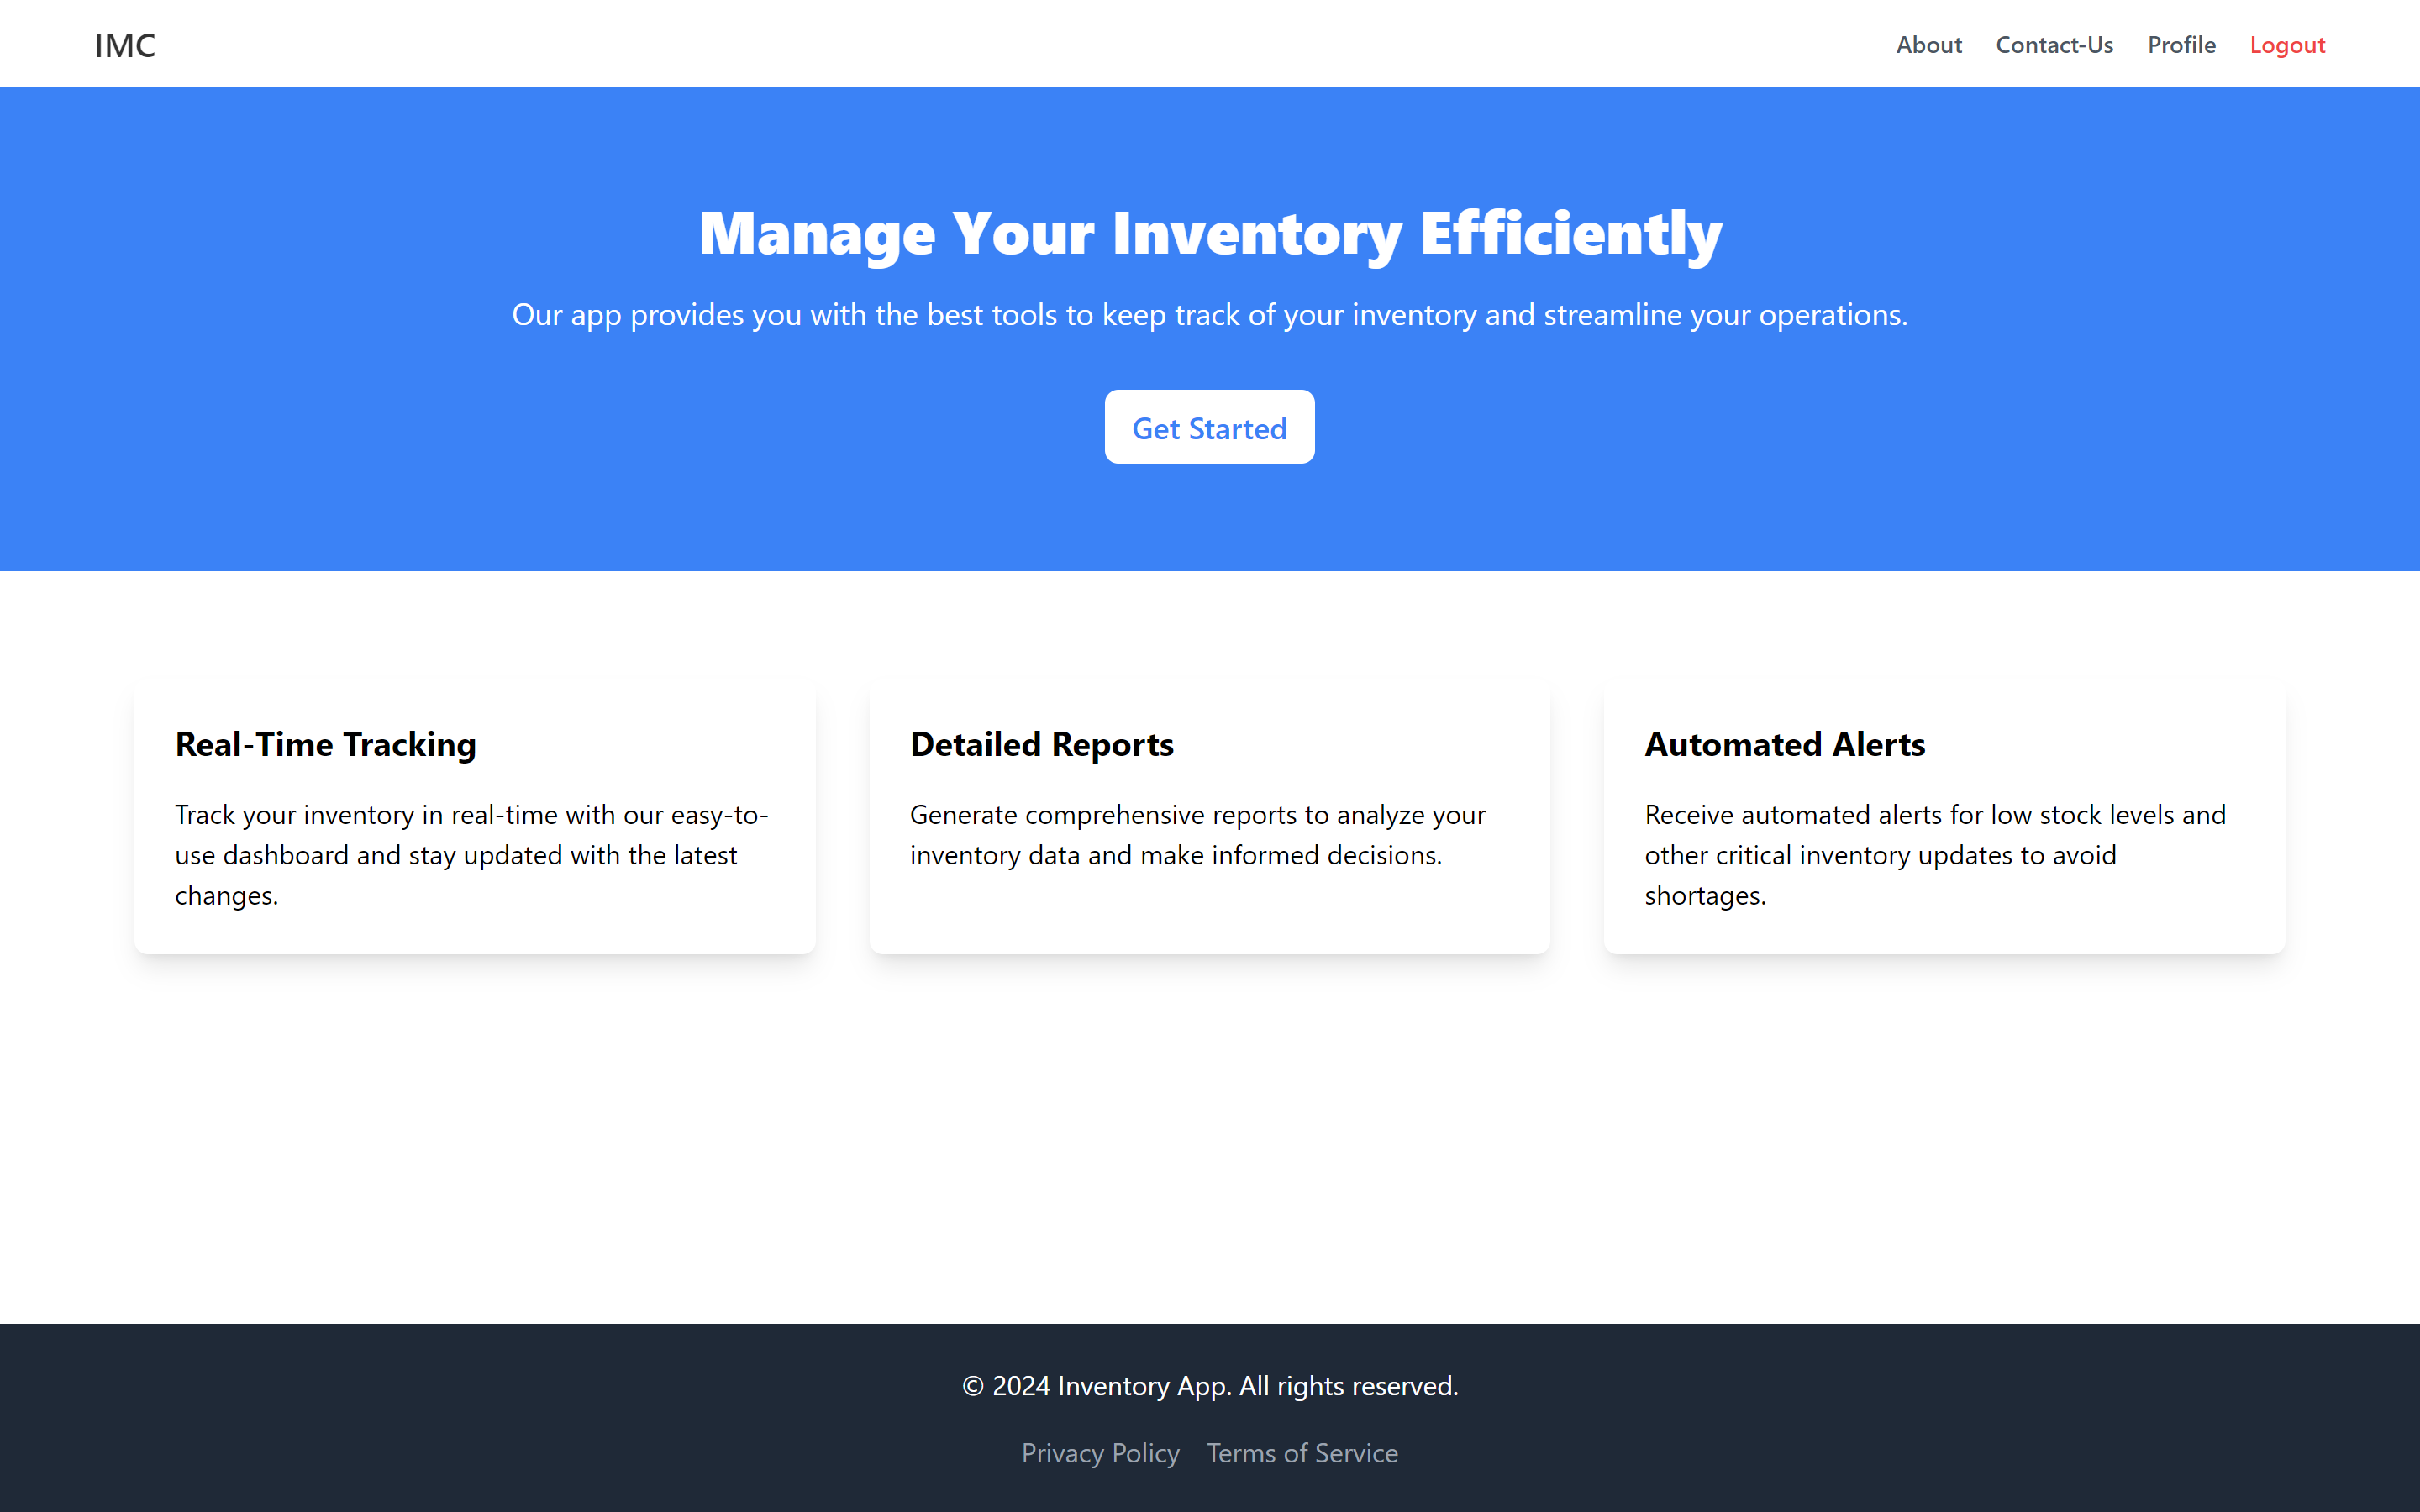 IMC
About
Contact-Us
Profile
Logout
Manage Your Inventory Efficiently
Our app provides you with the best tools to keep track of your inventory and streamline your operations.
Get Started
Real-Time Tracking
Track your inventory in real-time with our easy-to-
use dashboard and stay updated with the latest
changes.
Detailed Reports
Generate comprehensive reports to analyze your
inventory data and make informed decisions.
Automated Alerts
Receive automated alerts for low stock levels and
other critical inventory updates to avoid
shortages.
© 2024 Inventory App. All rights reserved.
Privacy Policy
Terms of Service